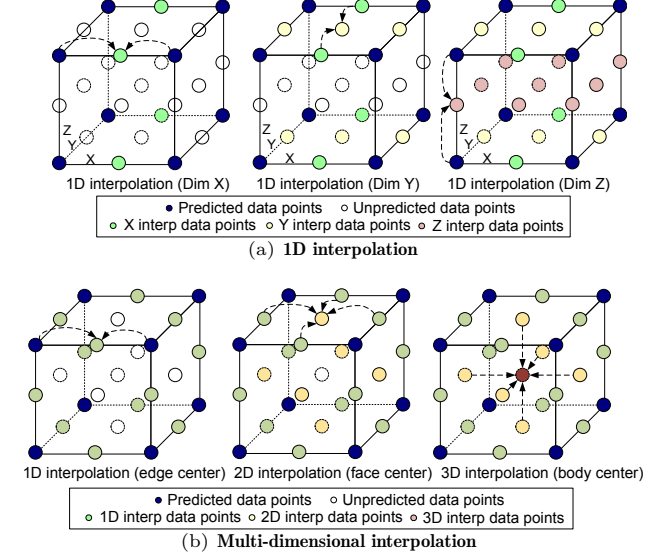 Z Z Z
Y Y Y
X X X
1D interpolation (Dim X) 1D interpolation (Dim Y) 1D interpolation (Dim Z)
Predicted data points Unpredicted data points
X interp data points Y interp data points Z interp data points
(a) 1D interpolation
1D interpolation (edge center) 2D interpolation (face center) 3D interpolation (body center)
Predicted data points Unpredicted data points
1D interp data points 2D interp data points 3D interp data points
(b) Multi-dimensional interpolation